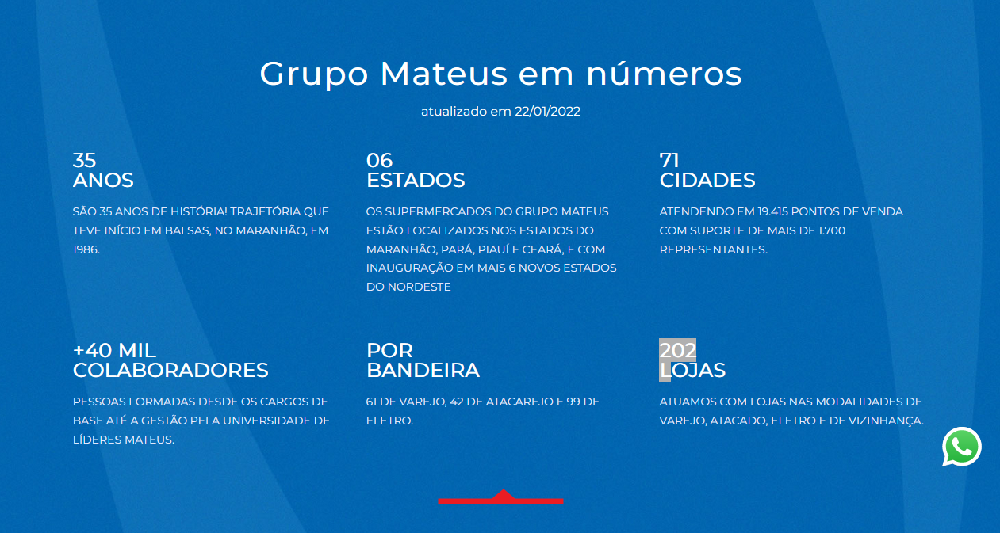 Grupo Mateus em números
atualizado em 22/01/2022
35
ANOS
SÃO 35 ANOS DE HISTÓRIA! TRAJETÓRIA QUE
TEVE INÍCIO EM BALSAS, NO MARANHÃO, EM
1986.
06
ESTADOS
OS SUPERMERCADOS DO GRUPO MATEUS
ESTÃO LOCALIZADOS NOS ESTADOS DO
MARANHÃO, PARÁ, PIAUÍ E CEARÁ, E COM
INAUGURAÇÃO EM MAIS 6 NOVOS ESTADOS
DO NORDESTE
71
CIDADES
ATENDENDO EM 19.415 PONTOS DE VENDA
COM SUPORTE DE MAIS DE 1.700
REPRESENTANTES.
+40 MIL
COLABORADORES
PESSOAS FORMADAS DESDE OS CARGOS DE
BASE ATÉ A GESTÃO PELA UNIVERSIDADE DE
LÍDERES MATEUS.
POR
BANDEIRA
61 DE VAREJO, 42 DE ATACAREJO E 99 DE
ELETRO.
202
LOJAS
ATUAMOS COM LOJAS NAS MODALIDADES DE
VAREJO, ATACADO, ELETRO E DE VIZINHANÇA.